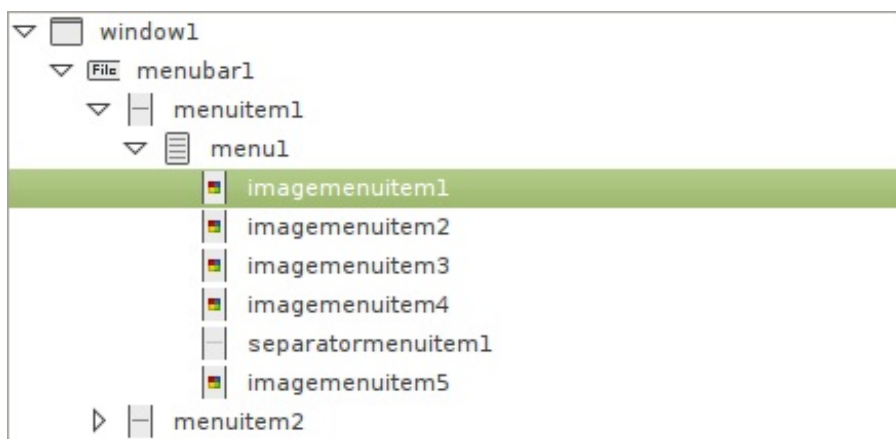 window1
File menubar1
menuitem1
menu1
imagemenuitem1
imagemenuitem2
imagemenuitem3
imagemenuitem4
separatormenuitem1
imagemenuitem5
menuitem2